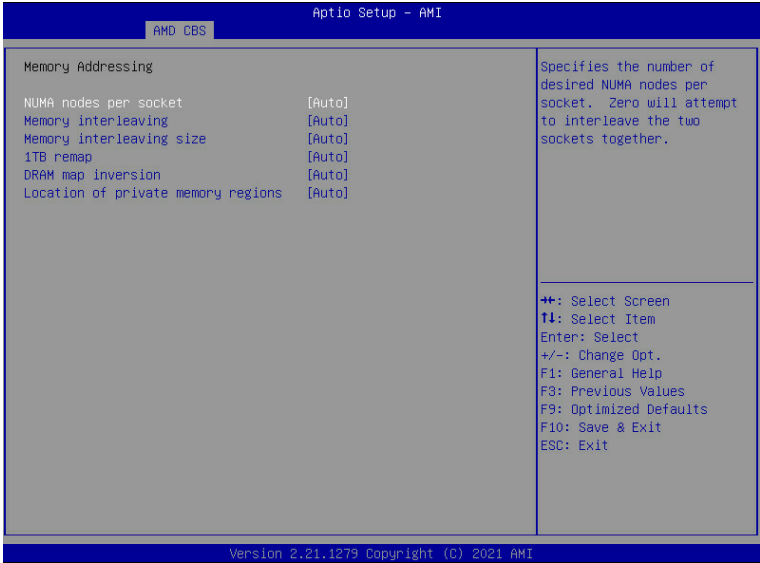 Aptio Setup - AMI
AMD CBS
Memory Addressing
NUMA nodes per socket [Auto]
Memory interleaving [Auto]
Memory interleaving size [Auto]
1TB remap [Auto]
DRAM map inversion [Auto]
Location of private memory regions [Auto]
Specifies the number of
desired NUMA nodes per
socket.  Zero will attempt
to interleave the two
sockets together.
→←: Select Screen
↑↓: Select Item
Enter: Select
+/-: Change Opt.
F1: General Help
F3: Previous Values
F9: Optimized Defaults
F10: Save & Exit
ESC: Exit
Version 2.21.1279 Copyright (C) 2021 AMI